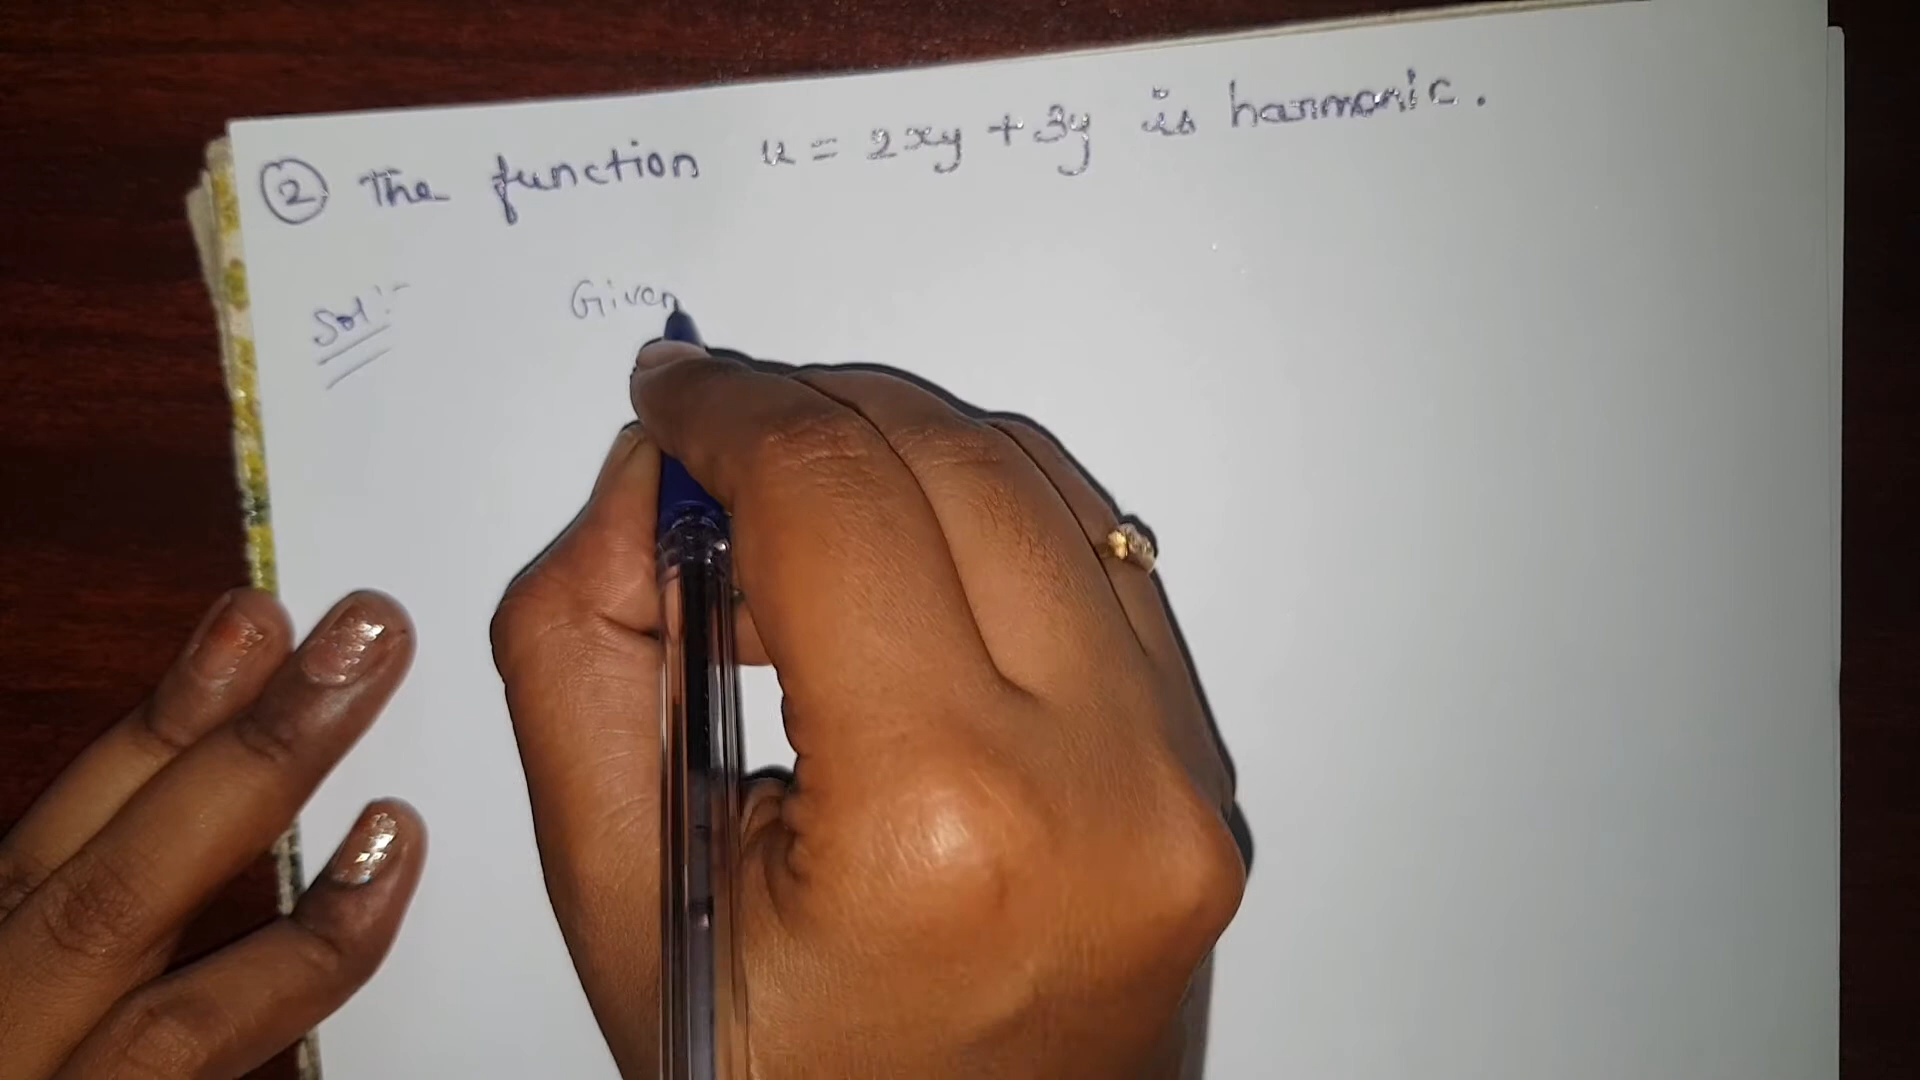 ② The function u = 2xy + 3y is harmonic.
Sol:-
Given